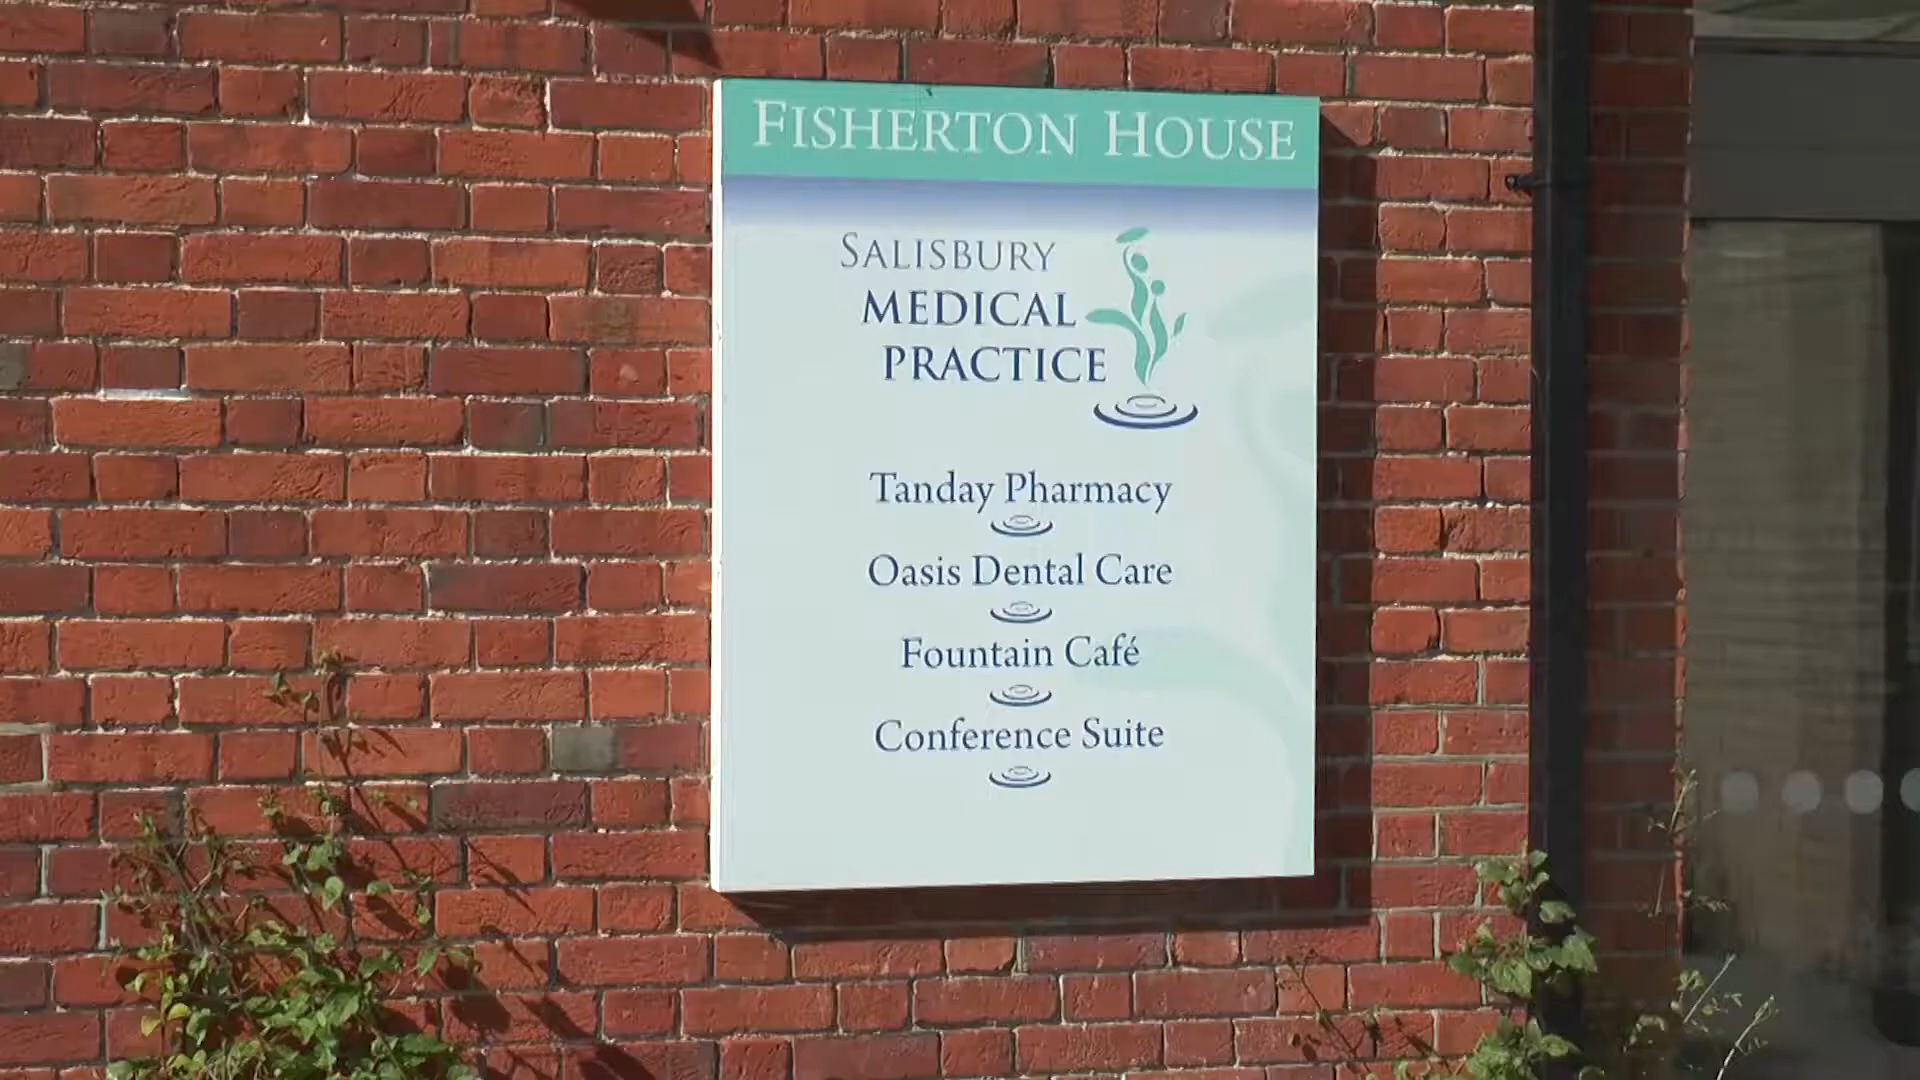 FISHERTON HOUSE
SALISBURY
MEDICAL
PRACTICE
Tanday Pharmacy
Oasis Dental Care
Fountain Café
Conference Suite